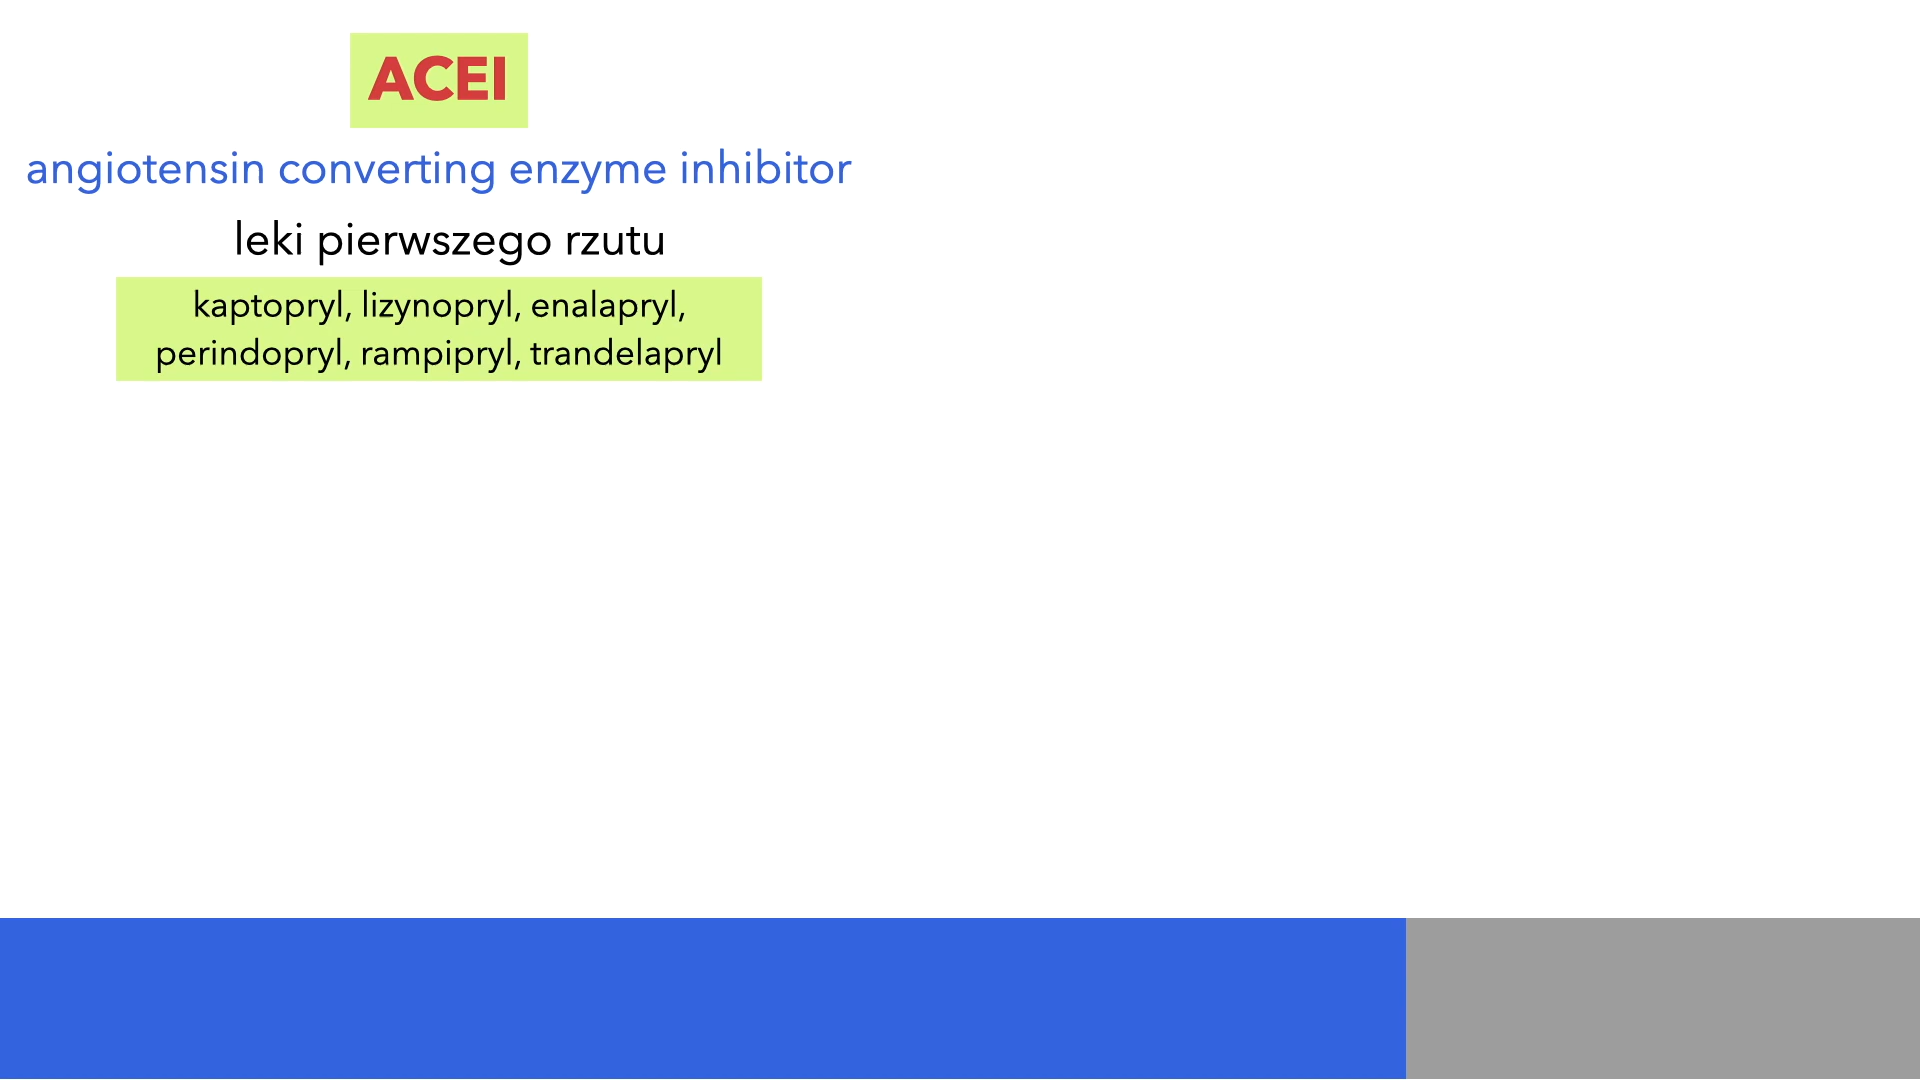 ACEI
angiotensin converting enzyme inhibitor
leki pierwszego rzutu
kaptopryl, lizynopryl, enalapryl,
perindopryl, rampipryl, trandelapryl